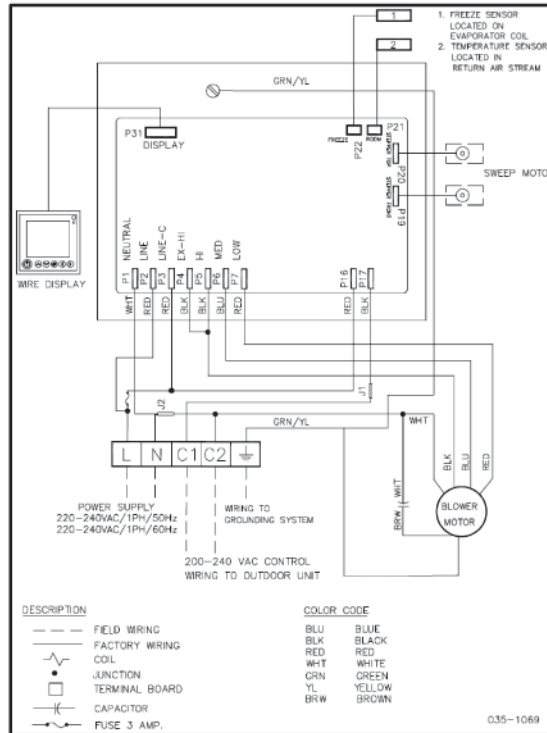 1
2
1. FREEZE SENSOR
LOCATED ON
EVAPORATOR COIL
2. TEMPERATURE SENSOR
LOCATED IN
RETURN AIR STREAM
GRN/YL
P31
DISPLAY
FREEZE
ROOM
P22
P21
STEPPER TOP
P20
STEPPER FRONT
P19
SWEEP MOTO
WIRE DISPLAY
NEUTRAL
LINE
LINE-C
EX-HI
HI
MED
LOW
P1
P2
P3
P4
P5
P6
P7
P16
P17
WHT
RED
RED
BLK
BLK
BLU
RED
RED
BLK
J1
J2
GRN/YL
WHT
L
N
C1
C2
BLK
BLU
RED
WHT
BRW
BLOWER
MOTOR
POWER SUPPLY
220-240VAC/1PH/50Hz
220-240VAC/1PH/60Hz
WIRING TO
GROUNDING SYSTEM
200-240 VAC CONTROL
WIRING TO OUTDOOR UNIT
DESCRIPTION
FIELD WIRING
FACTORY WIRING
COIL
JUNCTION
TERMINAL BOARD
CAPACITOR
FUSE 3 AMP.
COLOR CODE
BLU BLUE
BLK BLACK
RED RED
WHT WHITE
GRN GREEN
YL YELLOW
BRW BROWN
035-1069